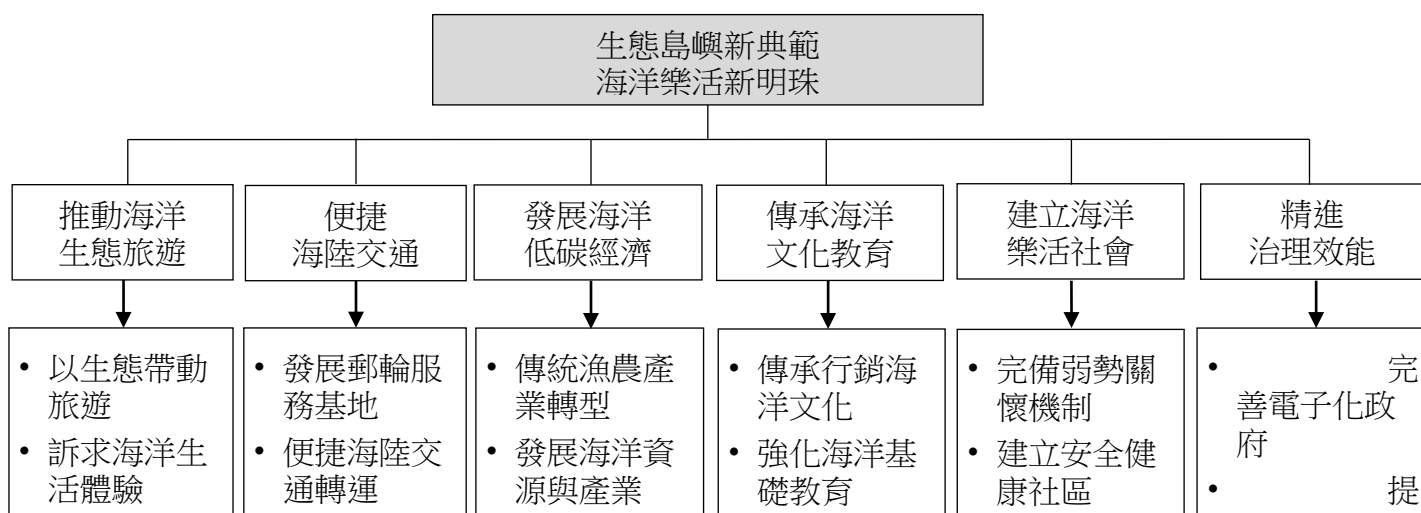 生態島嶼新典範
海洋樂活新明珠
推動海洋
生態旅遊
便捷
海陸交通
發展海洋
低碳經濟
傳承海洋
文化教育
建立海洋
樂活社會
精進
治理效能
• 以生態帶動
旅遊
• 訴求海洋生
活體驗
• 發展郵輪服
務基地
• 便捷海陸交
通轉運
• 傳統漁農產
業轉型
• 發展海洋資
源與產業
• 傳承行銷海
洋文化
• 強化海洋基
礎教育
• 完備弱勢關
懷機制
• 建立安全健
康社區
• 完
善電子化政
府
• 提